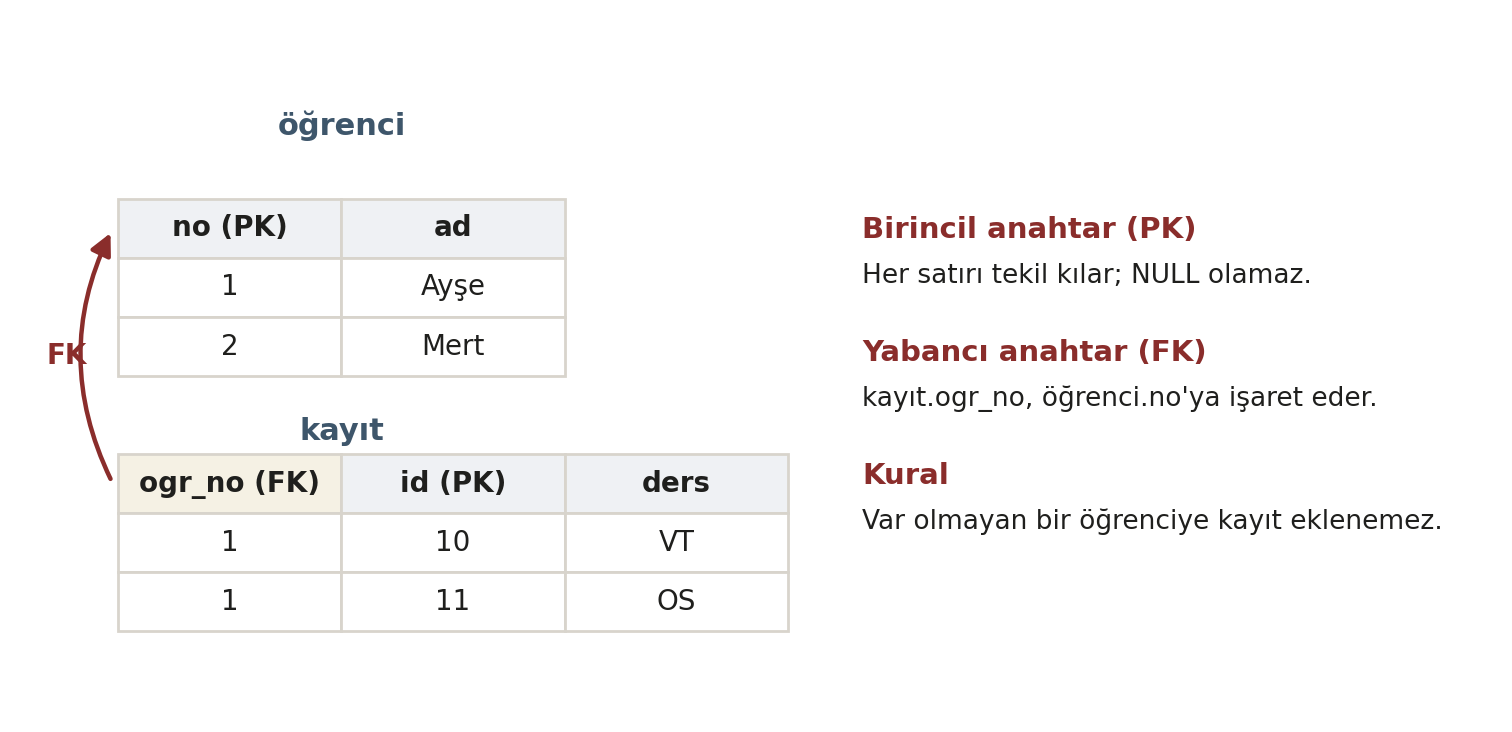 öğrenci
no (PK) ad
1 Ayşe
2 Mert
FK
kayıt
ogr_no (FK) id (PK) ders
1 10 VT
1 11 OS
Birincil anahtar (PK)
Her satırı tekil kılar; NULL olamaz.
Yabancı anahtar (FK)
kayıt.ogr_no, öğrenci.no'ya işaret eder.
Kural
Var olmayan bir öğrenciye kayıt eklenemez.